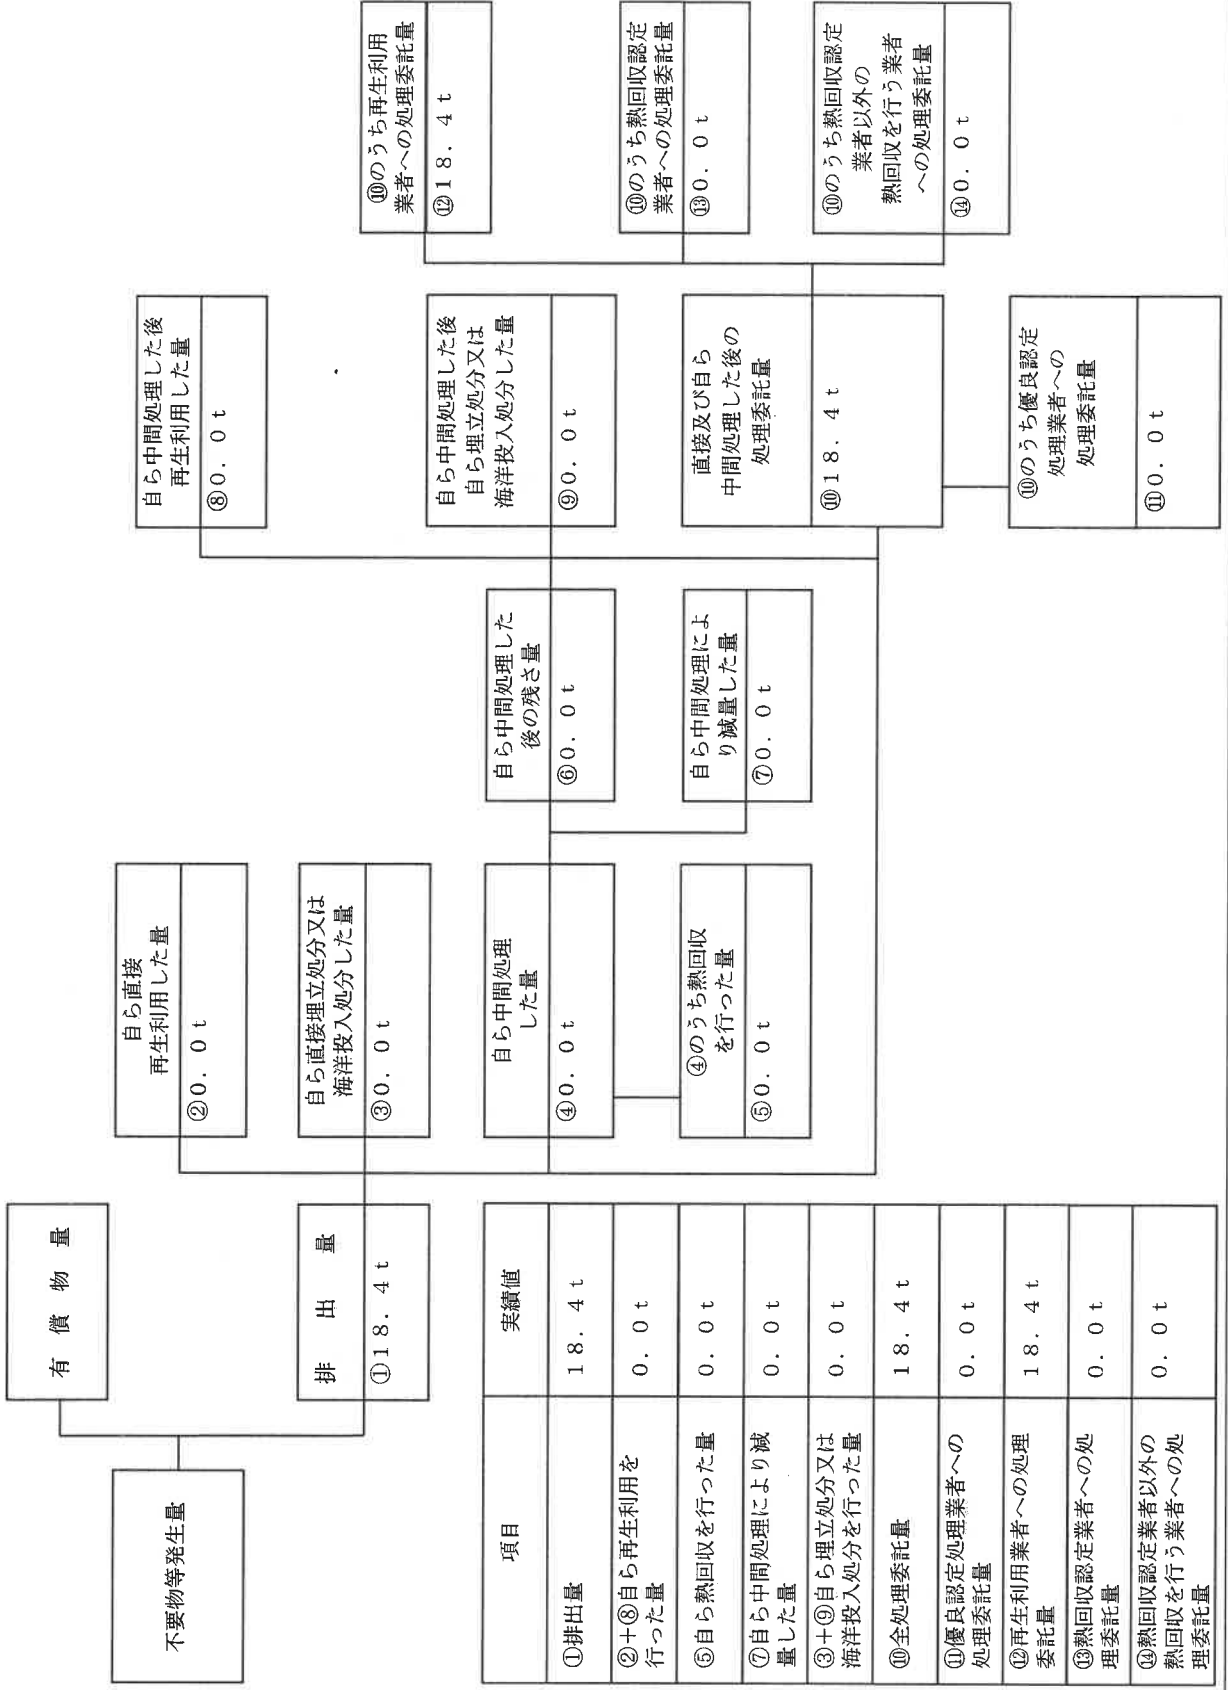 不要物等発生量
有償物量
排出量
①18.4t
自ら直接
再生利用した量
②0.0t
自ら直接埋立処分又は
海洋投入処分した量
③0.0t
自ら中間処理
した量
④0.0t
④のうち熱回収
を行った量
⑤0.0t
自ら中間処理した
後の残さ量
⑥0.0t
自ら中間処理によ
り減量した量
⑦0.0t
自ら中間処理した後
再生利用した量
⑧0.0t
自ら中間処理した後
自ら埋立処分又は
海洋投入処分した量
⑨0.0t
直接及び自ら
中間処理した後の
処理委託量
⑩18.4t
⑩のうち優良認定
処理業者への
処理委託量
⑪0.0t
⑩のうち再生利用
業者への処理委託量
⑫18.4t
⑩のうち熱回収認定
業者への処理委託量
⑬0.0t
⑩のうち熱回収認定
業者以外の
熱回収を行う業者
への処理委託量
⑭0.0t
項目 実績値
①排出量 18.4t
②+⑧自ら再生利用を
行った量 0.0t
⑤自ら熱回収を行った量 0.0t
⑦自ら中間処理により減
量した量 0.0t
③+⑨自ら埋立処分又は
海洋投入処分を行った量 0.0t
⑩全処理委託量 18.4t
⑪優良認定処理業者への
処理委託量 0.0t
⑫再生利用業者への処理
委託量 18.4t
⑬熱回収認定業者への処
理委託量 0.0t
⑭熱回収認定業者以外の
熱回収を行う業者への処
理委託量 0.0t